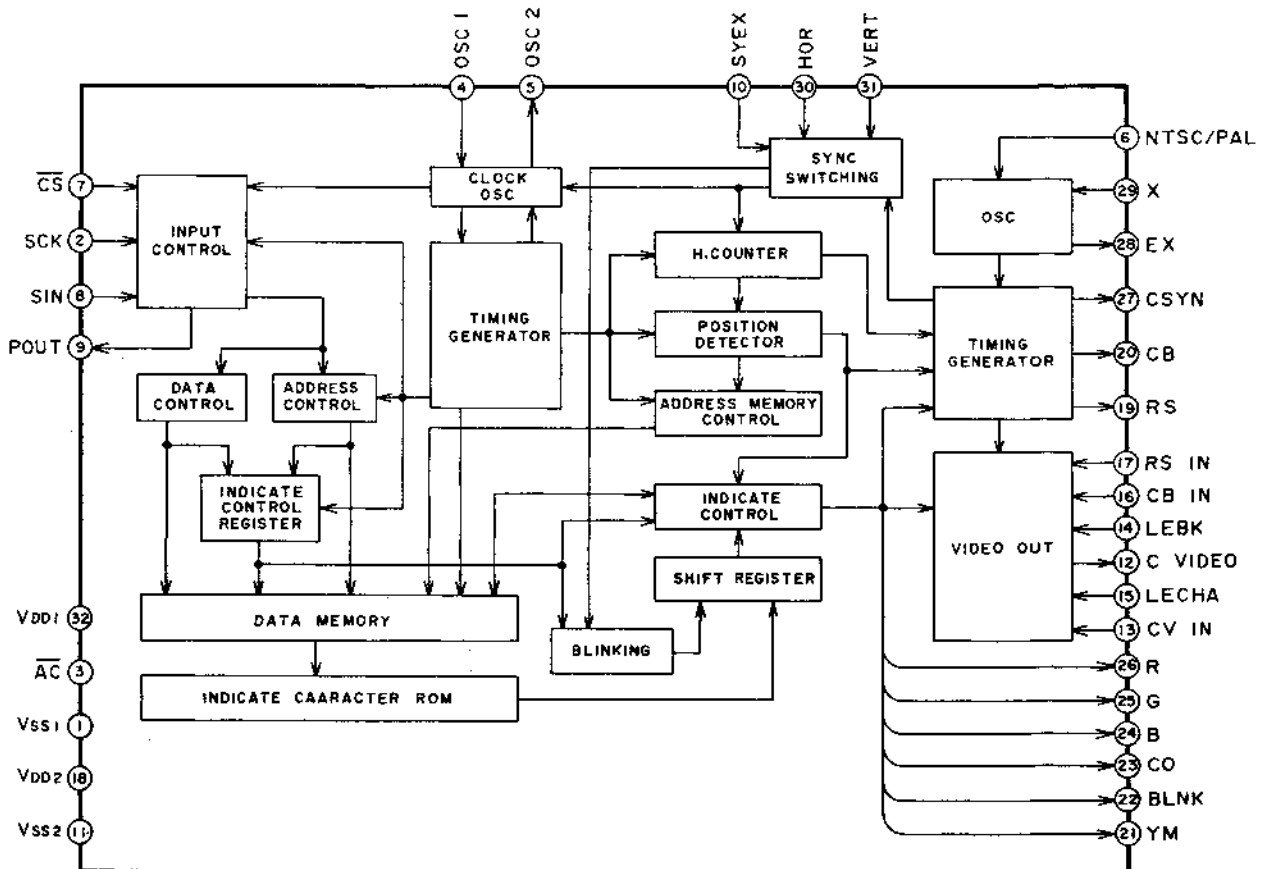 OSC 1
OSC 2
SYEX
HOR
VERT
4
5
10
30
31
6 NTSC/PAL
CS 7
SCK 2
SIN 8
POUT 9
INPUT
CONTROL
CLOCK
OSC
SYNC
SWITCHING
OSC
29 X
28 EX
H.COUNTER
TIMING
GENERATOR
POSITION
DETECTOR
TIMING
GENERATOR
27 CSYN
20 CB
19 RS
DATA
CONTROL
ADDRESS
CONTROL
ADDRESS MEMORY
CONTROL
INDICATE
CONTROL
REGISTER
INDICATE
CONTROL
VIDEO OUT
17 RS IN
16 CB IN
14 LEBK
12 C VIDEO
15 LECHA
13 CV IN
SHIFT REGISTER
DATA MEMORY
BLINKING
INDICATE CAARACTER ROM
VDD1 32
AC 3
VSS1 1
VDD2 18
VSS2 11
26 R
25 G
24 B
23 CO
22 BLNK
21 YM